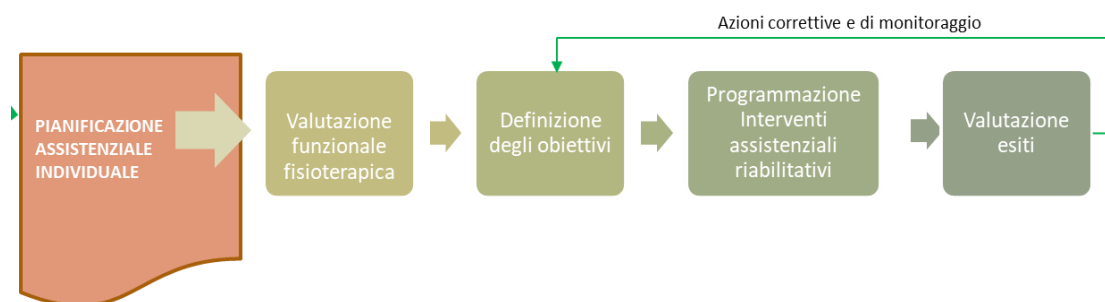 Azioni correttive e di monitoraggio
PIANIFICAZIONE
ASSISTENZIALE
INDIVIDUALE
Valutazione
funzionale
fisioterapica
Definizione
degli obiettivi
Programmazione
Interventi
assistenziali
riabilitativi
Valutazione
esiti